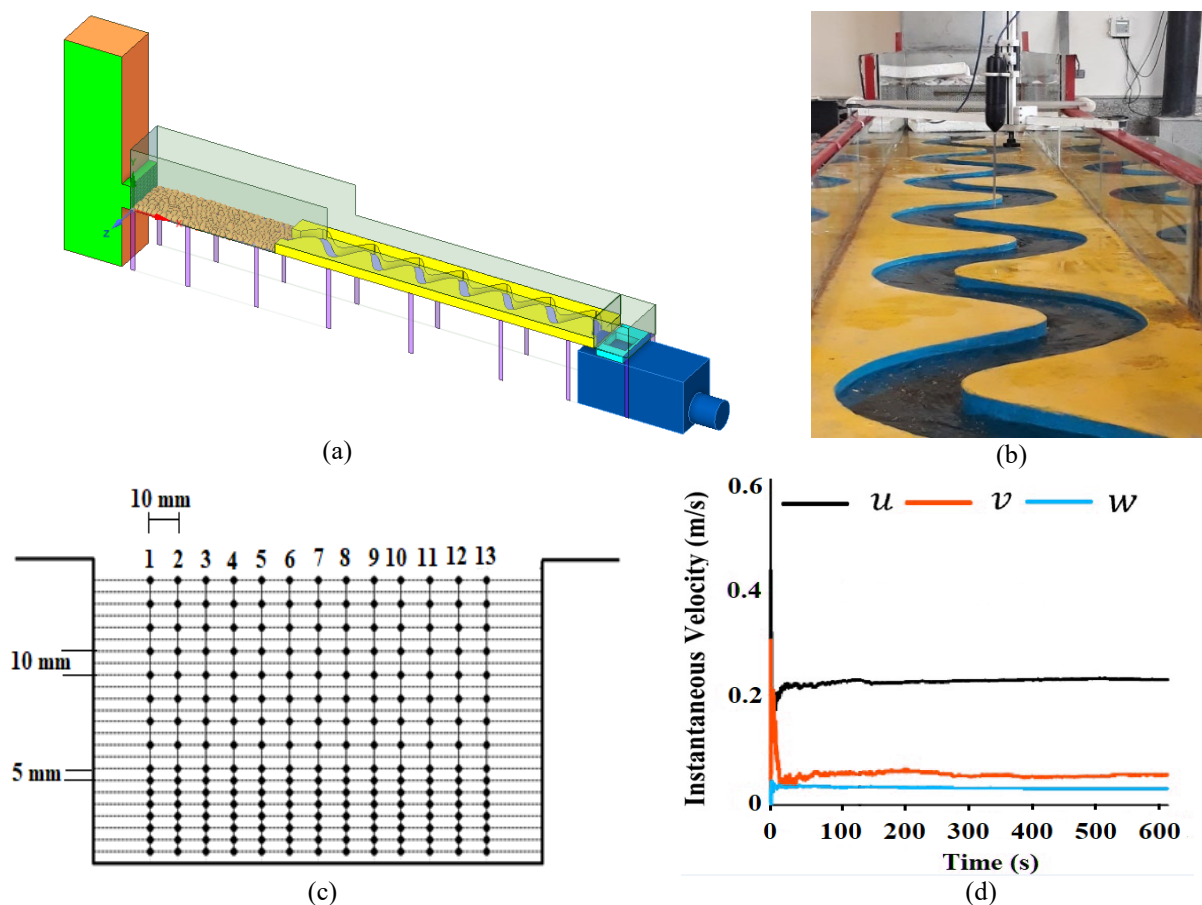 z
(a)
(b)
10 mm
1 2 3 4 5 6 7 8 9 10 11 12 13
10 mm
5 mm
(c)
0.6
u v w
0.4
0.2
0
0 100 200 300 400 500 600
Instantaneous Velocity (m/s)
Time (s)
(d)